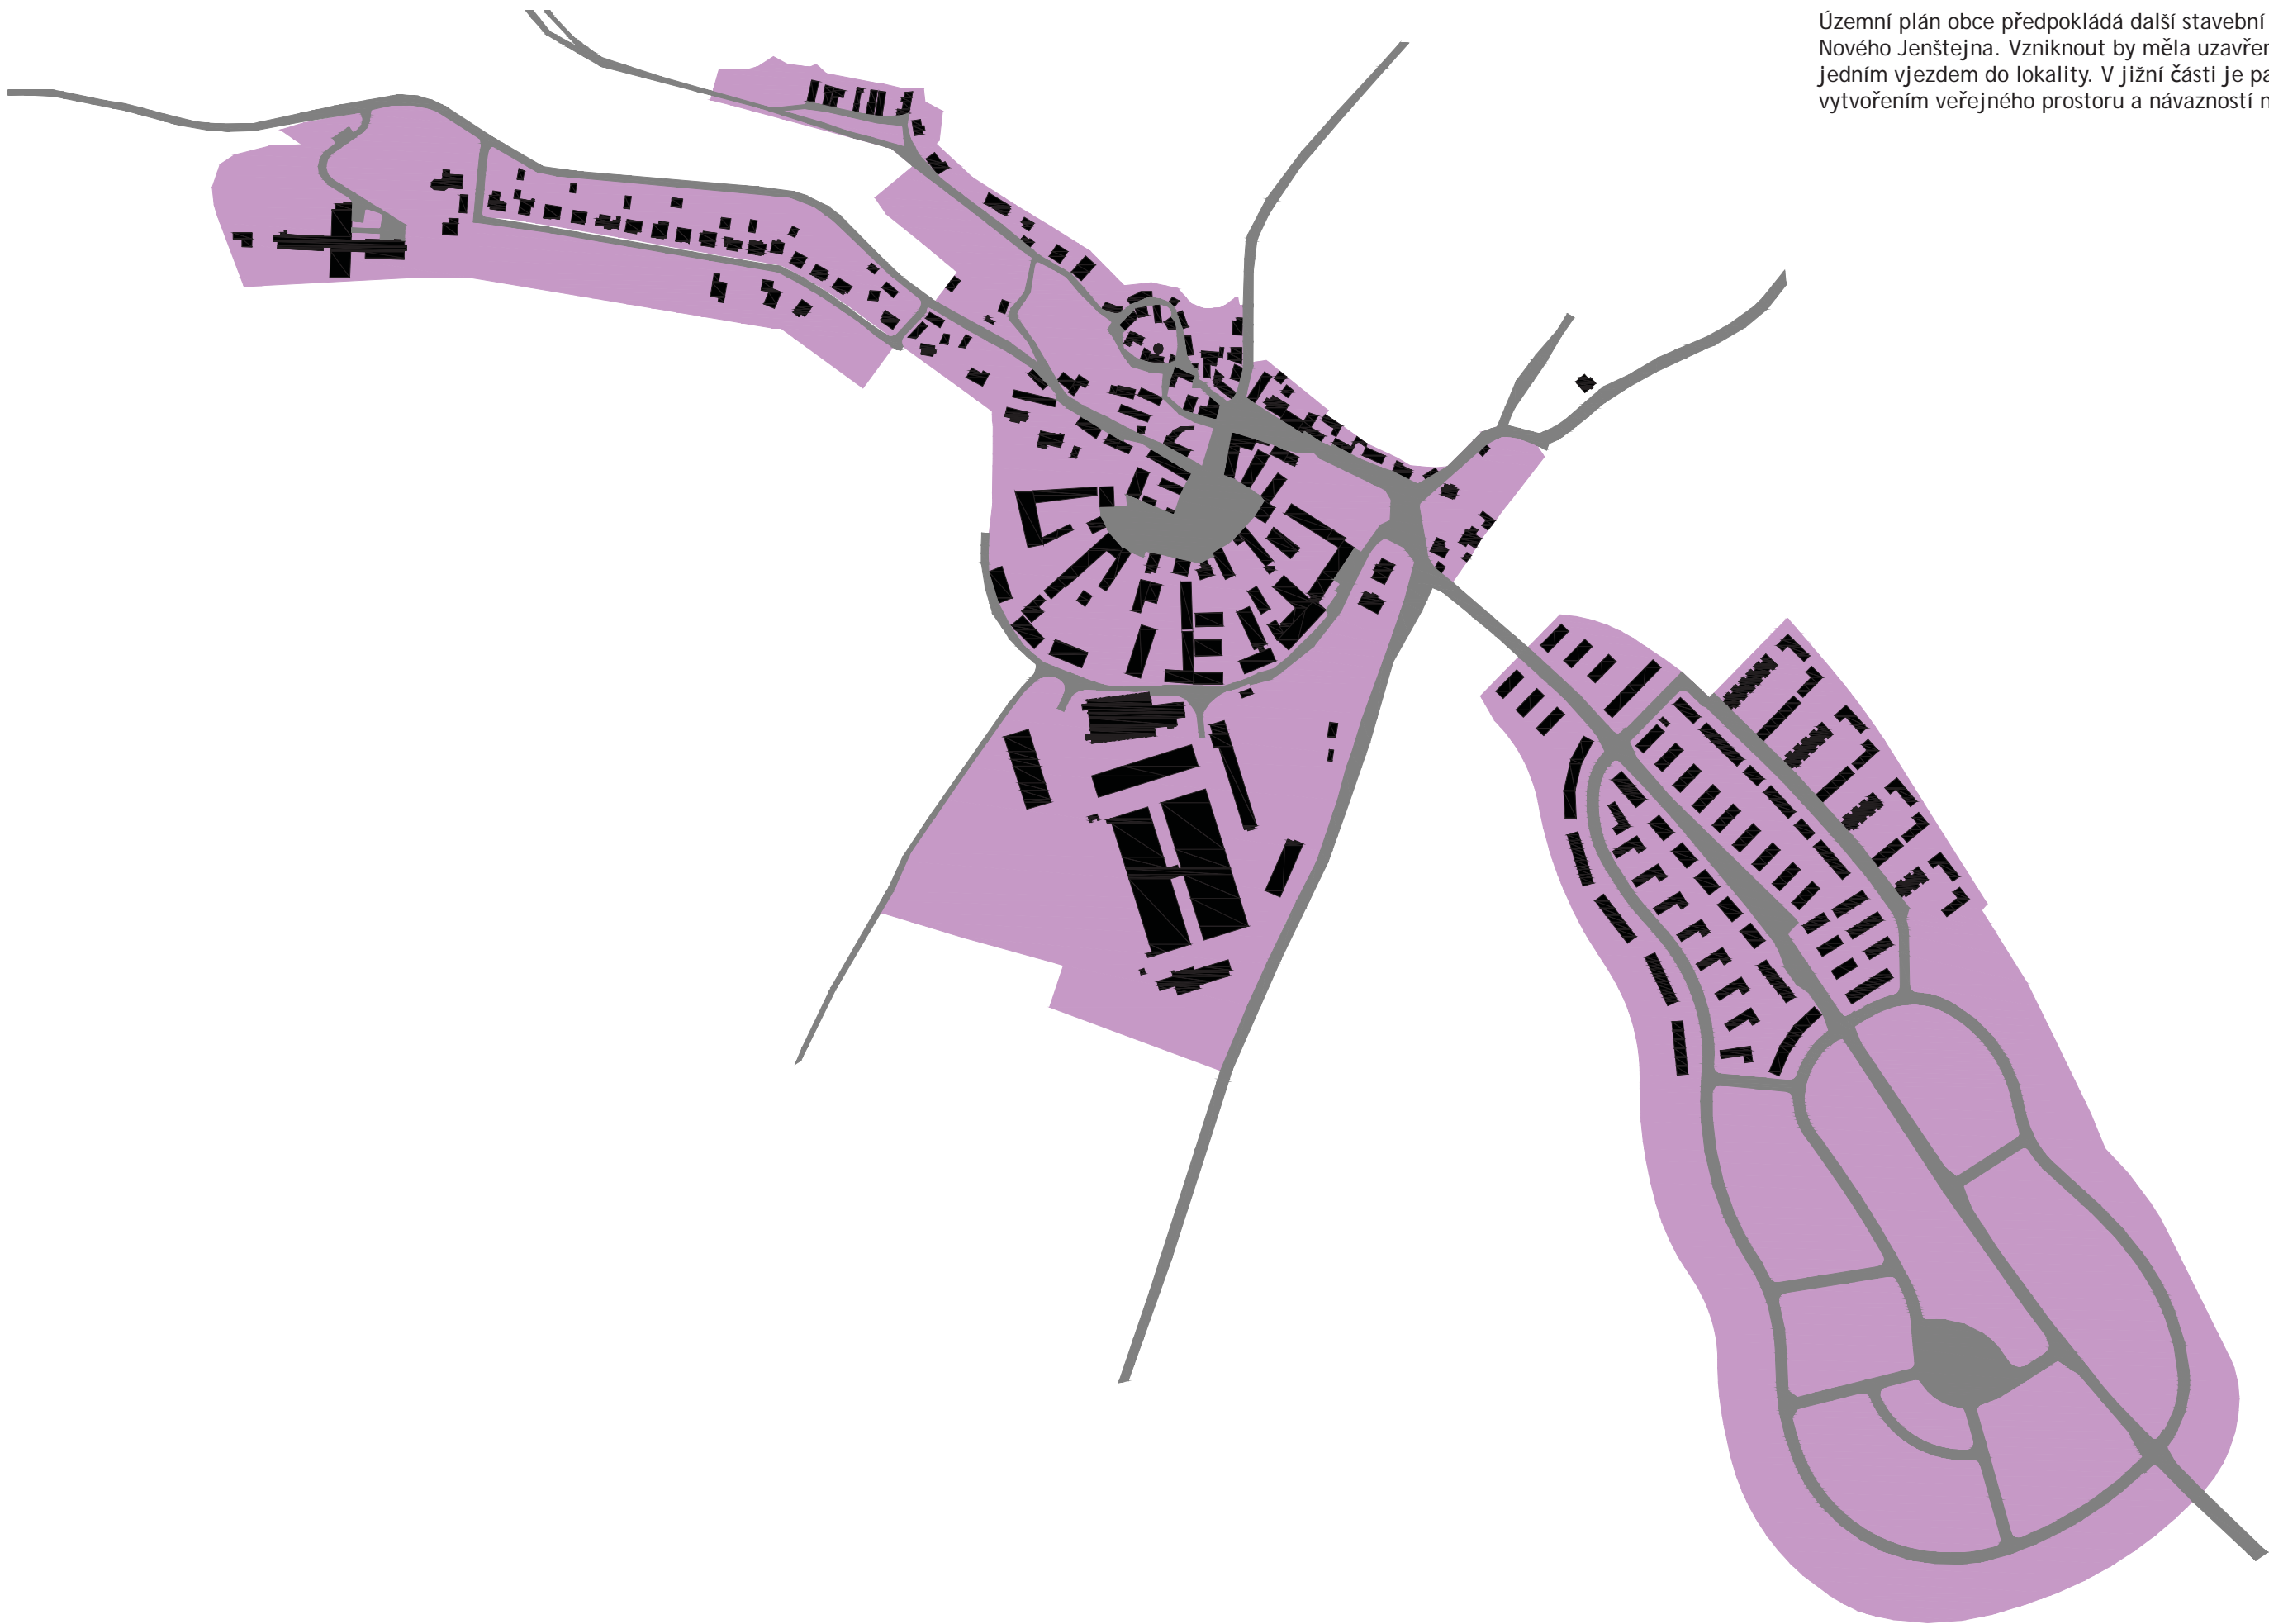 Územní plán obce předpokládá další stavební
Nového Jenštejna. Vzniknout by měla uzavřen
jedním vjezdem do lokality. V jižní části je pa
vytvořením veřejného prostoru a návazností n